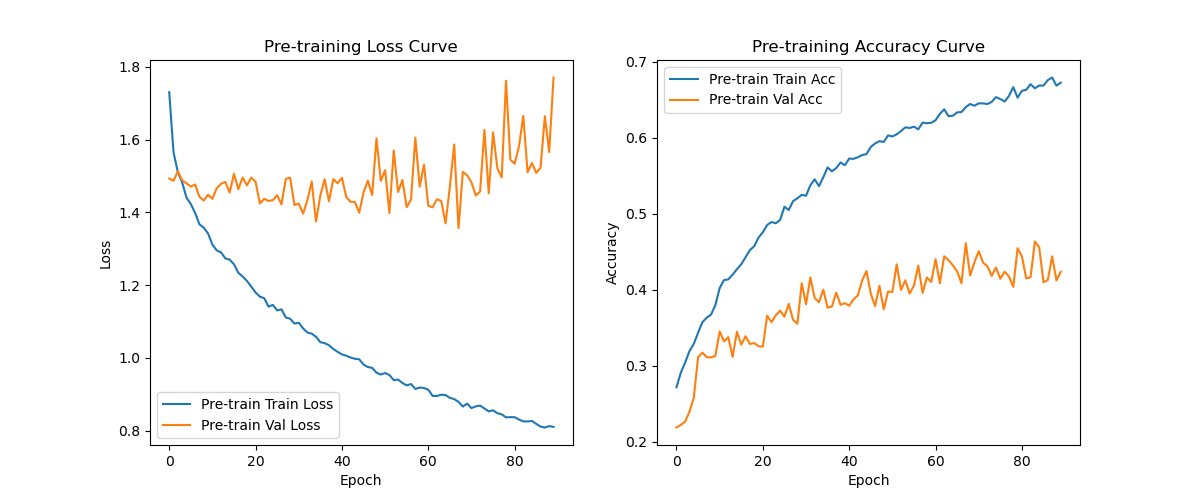 Pre-training Loss Curve
1.8
1.6
1.4
1.2
1.0
0.8
Loss
0 20 40 60 80
Epoch
Pre-train Train Loss
Pre-train Val Loss
Pre-training Accuracy Curve
0.7
0.6
0.5
0.4
0.3
0.2
Accuracy
0 20 40 60 80
Epoch
Pre-train Train Acc
Pre-train Val Acc